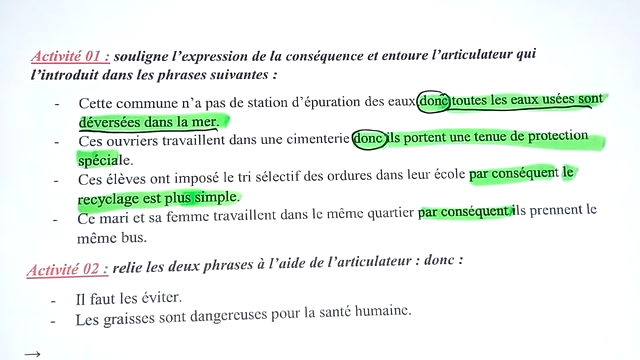 Activité 01 : souligne l'expression de la conséquence et entoure l'articulateur qui
l'introduit dans les phrases suivantes :
- Cette commune n'a pas de station d'épuration des eaux donc toutes les eaux usées sont
déversées dans la mer.
- Ces ouvriers travaillent dans une cimenterie donc ils portent une tenue de protection
spéciale.
- Ces élèves ont imposé le tri sélectif des ordures dans leur école par conséquent le
recyclage est plus simple.
- Ce mari et sa femme travaillent dans le même quartier par conséquent ils prennent le
même bus.
Activité 02 : relie les deux phrases à l'aide de l'articulateur : donc :
- Il faut les éviter.
- Les graisses sont dangereuses pour la santé humaine.
→